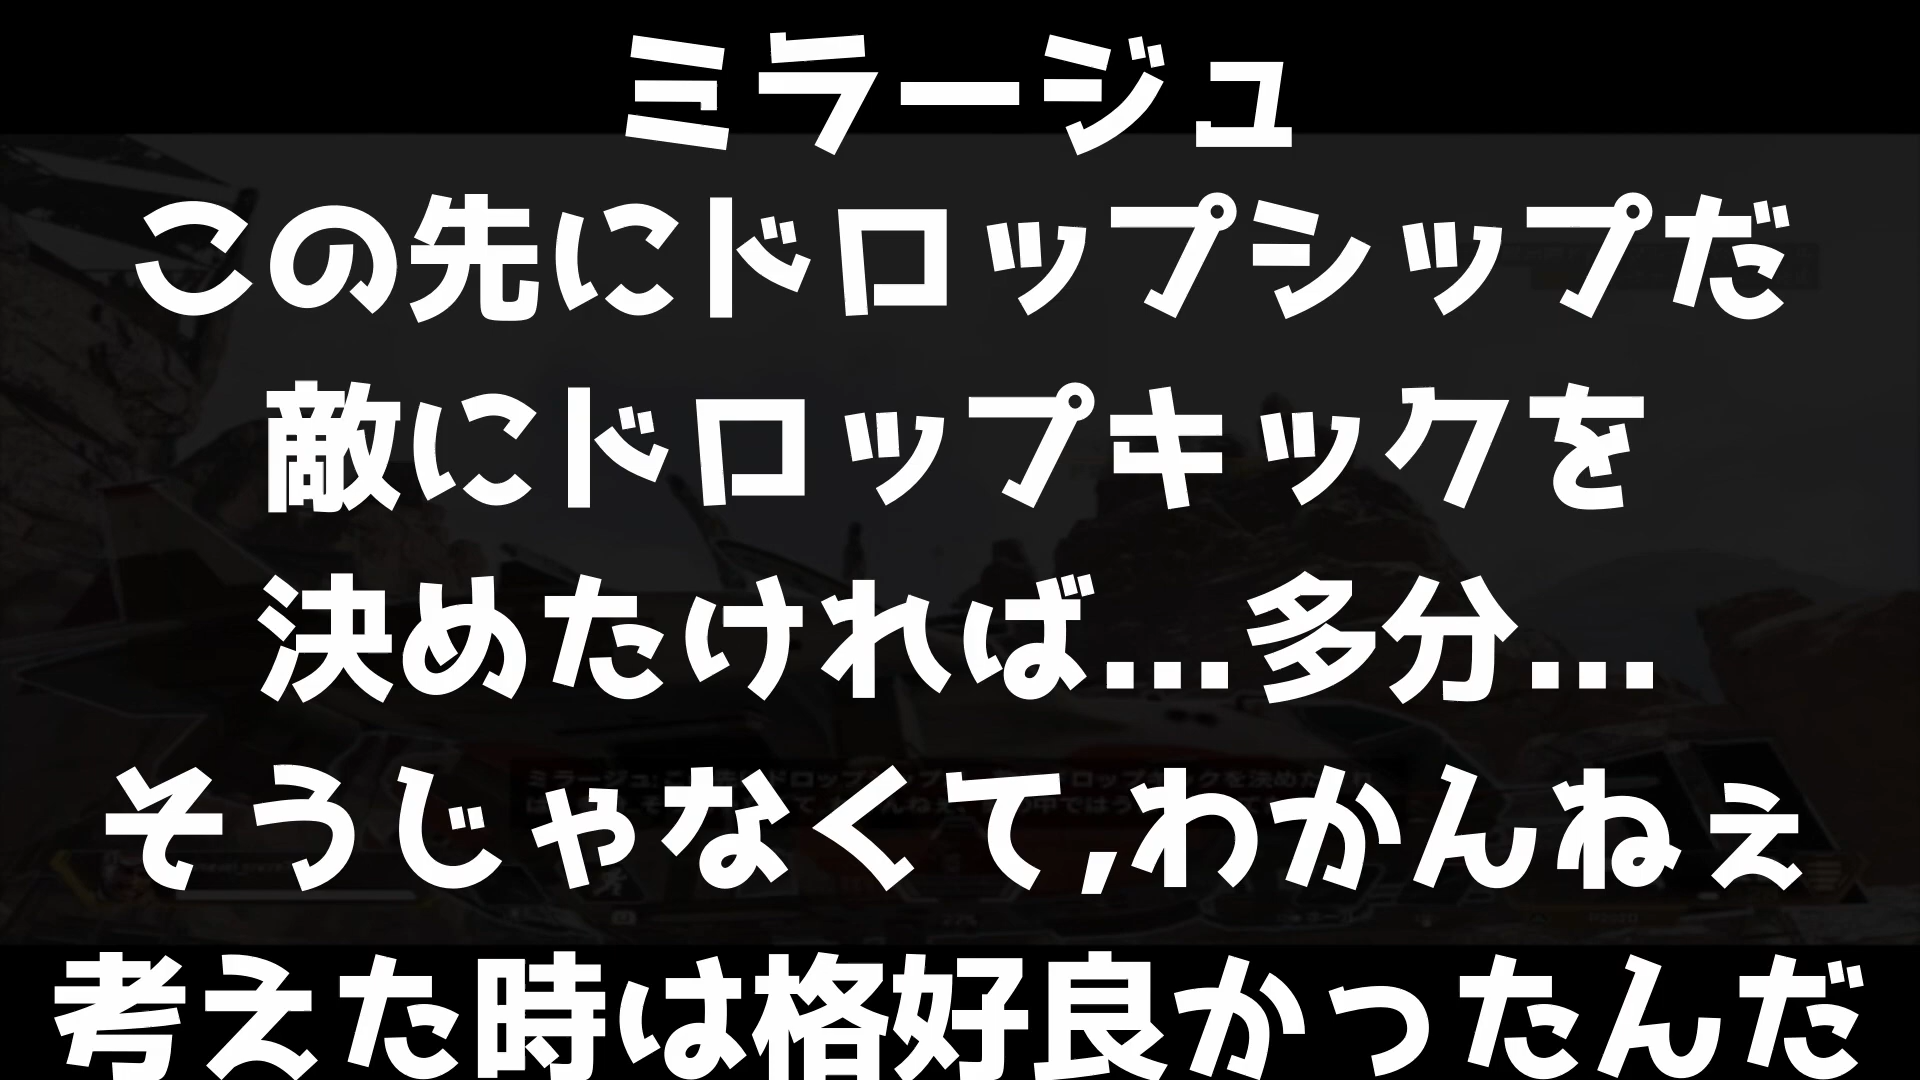 ミラージュ
この先にドロップシップだ
敵にドロップキックを
決めたければ...多分...
そうじゃなくて,わかんねぇ
考えた時は格好良かったんだ